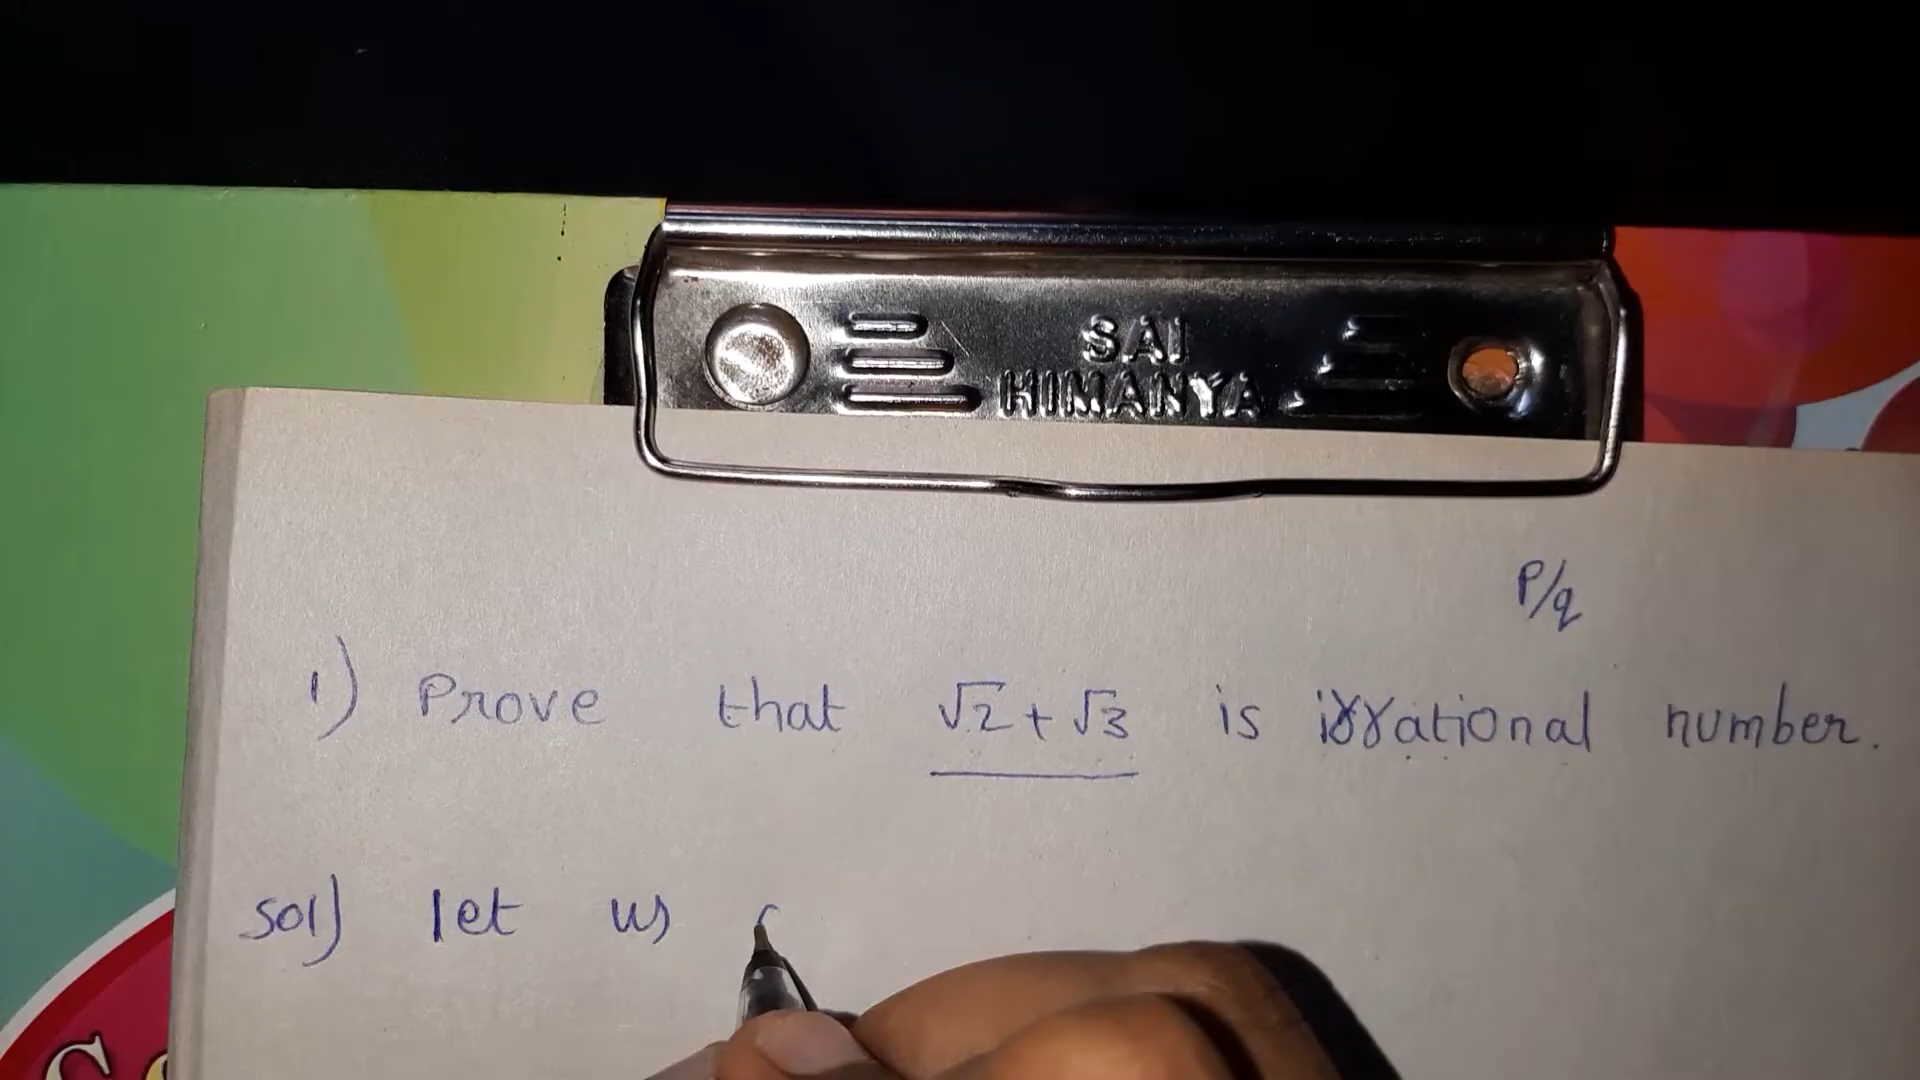 SAI
HIMANYA
P/q
1) Prove that √2 + √3 is irrational number.
sol) let us